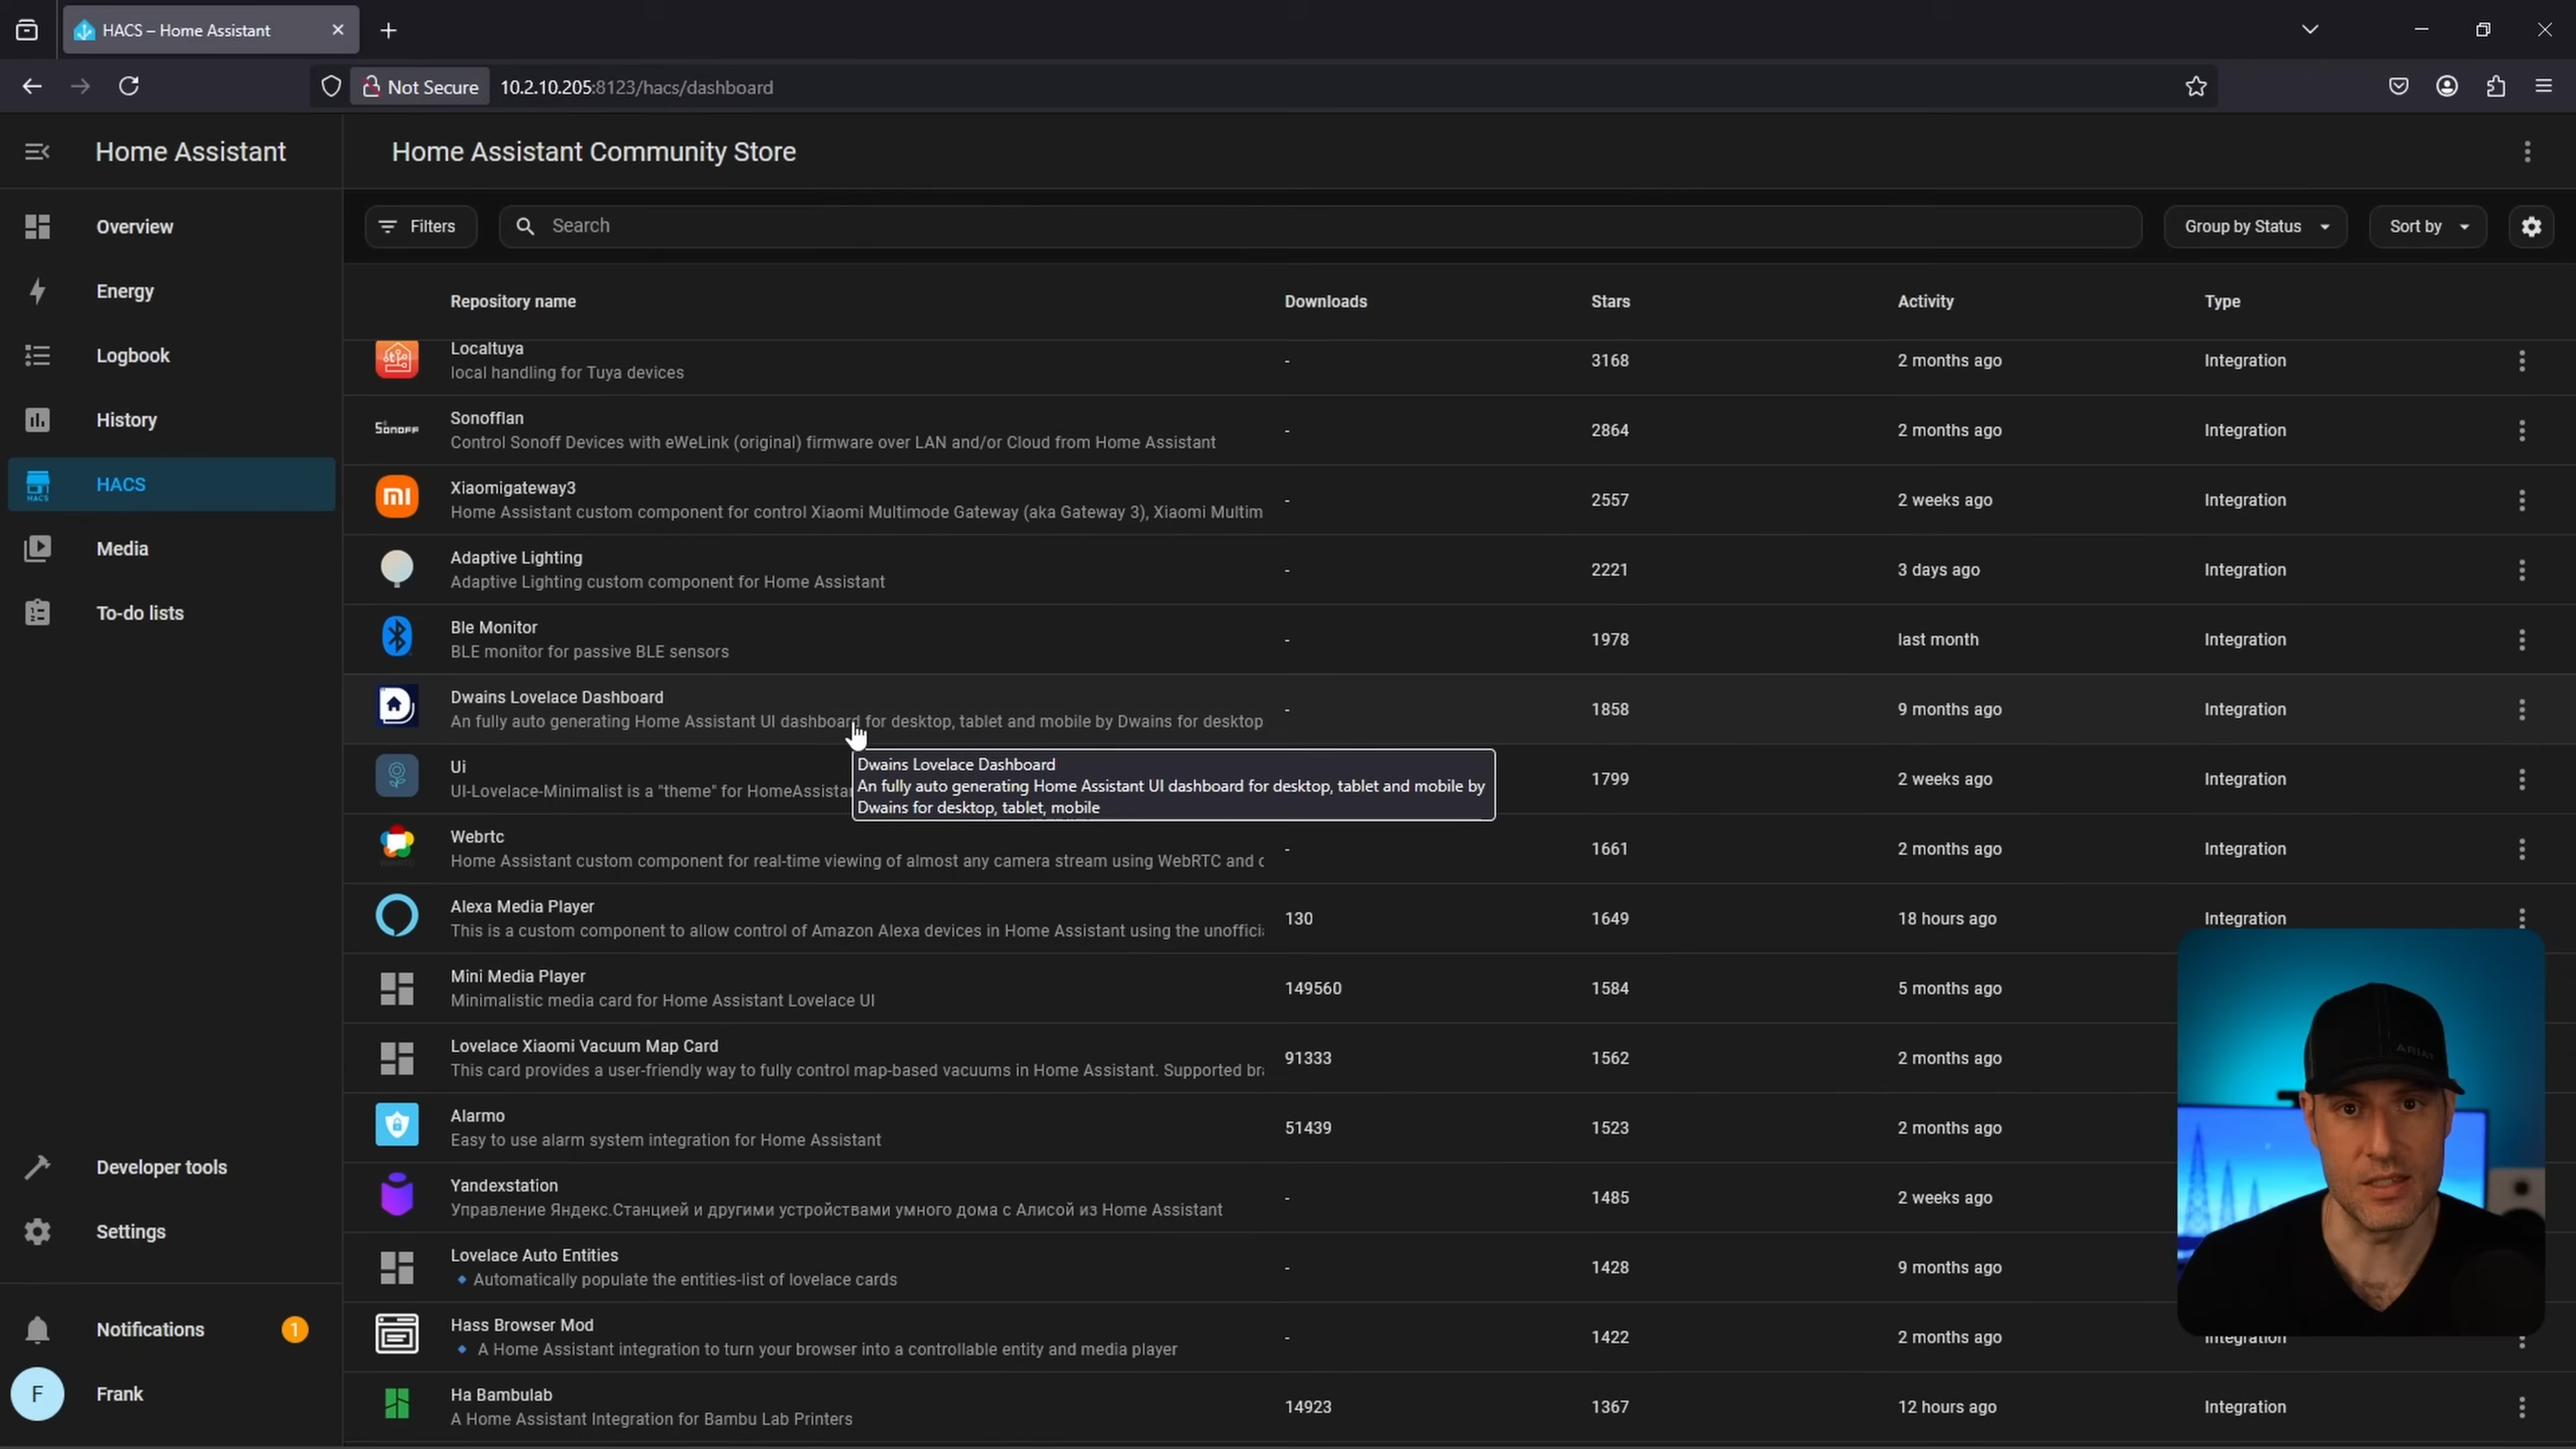 HACS – Home Assistant
Not Secure
10.2.10.205:8123/hacs/dashboard
Home Assistant
Home Assistant Community Store
Overview
Energy
Logbook
History
HACS
HACS
Media
To-do lists
Developer tools
Settings
Notifications
1
F
Frank
Filters
Search
Group by Status
Sort by
Repository name Downloads Stars Activity Type
Localtuya
local handling for Tuya devices
- 3168 2 months ago Integration
SONOFF
Sonofflan
Control Sonoff Devices with eWeLink (original) firmware over LAN and/or Cloud from Home Assistant
- 2864 2 months ago Integration
mi
Xiaomigateway3
Home Assistant custom component for control Xiaomi Multimode Gateway (aka Gateway 3), Xiaomi Multim
- 2557 2 weeks ago Integration
Adaptive Lighting
Adaptive Lighting custom component for Home Assistant
- 2221 3 days ago Integration
Ble Monitor
BLE monitor for passive BLE sensors
- 1978 last month Integration
Dwains Lovelace Dashboard
An fully auto generating Home Assistant UI dashboard for desktop, tablet and mobile by Dwains for desktop
- 1858 9 months ago Integration
Dwains Lovelace Dashboard
An fully auto generating Home Assistant UI dashboard for desktop, tablet and mobile by
Dwains for desktop, tablet, mobile
Ui
UI-Lovelace-Minimalist is a "theme" for HomeAssistan
1799 2 weeks ago Integration
Webrtc
Home Assistant custom component for real-time viewing of almost any camera stream using WebRTC and
- 1661 2 months ago Integration
Alexa Media Player
This is a custom component to allow control of Amazon Alexa devices in Home Assistant using the unoffici
130 1649 18 hours ago Integration
Mini Media Player
Minimalistic media card for Home Assistant Lovelace UI
149560 1584 5 months ago
Lovelace Xiaomi Vacuum Map Card
This card provides a user-friendly way to fully control map-based vacuums in Home Assistant. Supported br
91333 1562 2 months ago
Alarmo
Easy to use alarm system integration for Home Assistant
51439 1523 2 months ago
Yandexstation
Управление Яндекс.Станцией и другими устройствами умного дома с Алисой из Home Assistant
- 1485 2 weeks ago
Lovelace Auto Entities
🔹Automatically populate the entities-list of lovelace cards
- 1428 9 months ago
Hass Browser Mod
🔹 A Home Assistant integration to turn your browser into a controllable entity and media player
- 1422 2 months ago Integration
Ha Bambulab
A Home Assistant Integration for Bambu Lab Printers
14923 1367 12 hours ago Integration
ARIAT